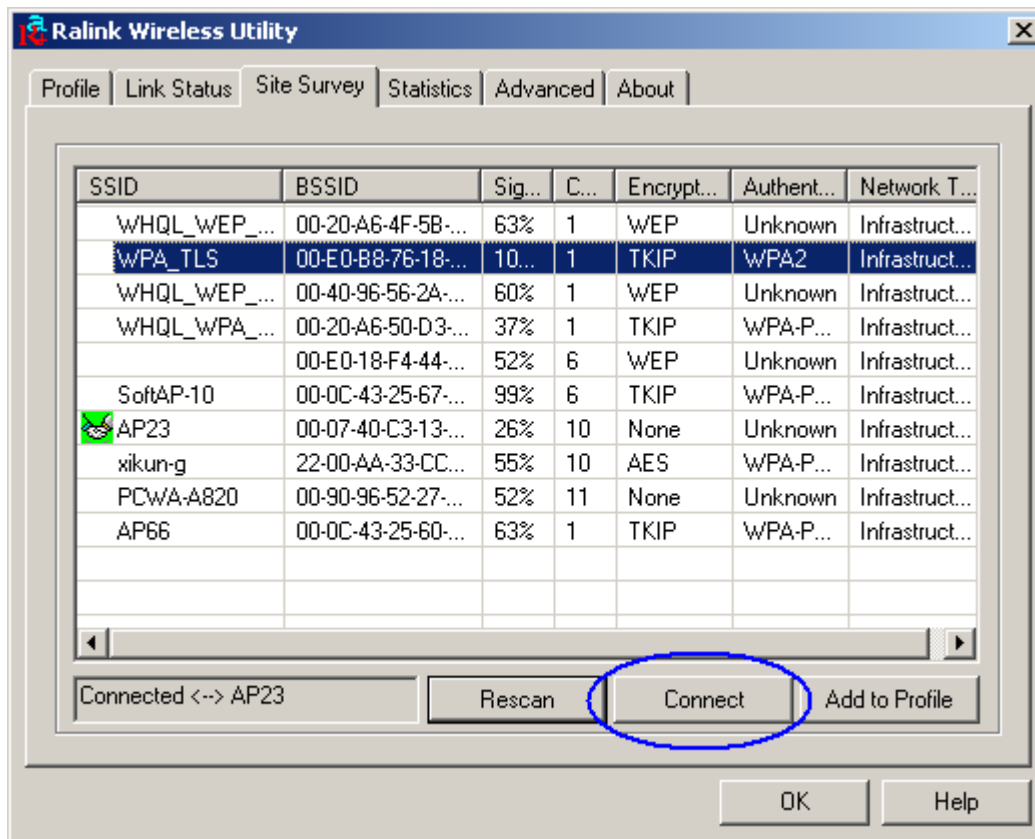 Ralink Wireless Utility
Profile Link Status Site Survey Statistics Advanced About
SSID BSSID Sig... C... Encrypt... Authent... Network T...
WHQL_WEP_... 00-20-A6-4F-5B-... 63% 1 WEP Unknown Infrastruct...
WPA_TLS 00-E0-B8-76-18-... 10... 1 TKIP WPA2 Infrastruct...
WHQL_WEP_... 00-40-96-56-2A-... 60% 1 WEP Unknown Infrastruct...
WHQL_WPA_... 00-20-A6-50-D3-... 37% 1 TKIP WPA-P... Infrastruct...
00-E0-18-F4-44-... 52% 6 WEP Unknown Infrastruct...
SoftAP-10 00-0C-43-25-67-... 99% 6 TKIP WPA-P... Infrastruct...
AP23 00-07-40-C3-13-... 26% 10 None Unknown Infrastruct...
xikun-g 22-00-AA-33-CC... 55% 10 AES WPA-P... Infrastruct...
PCWA-A820 00-90-96-52-27-... 52% 11 None Unknown Infrastruct...
AP66 00-0C-43-25-60-... 63% 1 TKIP WPA-P... Infrastruct...
Connected <--> AP23 Rescan Connect Add to Profile
OK Help